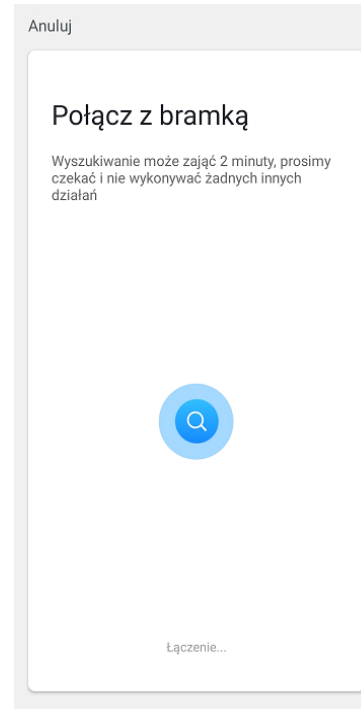 Anuluj
Połącz z bramką
Wyszukiwanie może zająć 2 minuty, prosimy
czekać i nie wykonywać żadnych innych
działań
Łączenie...